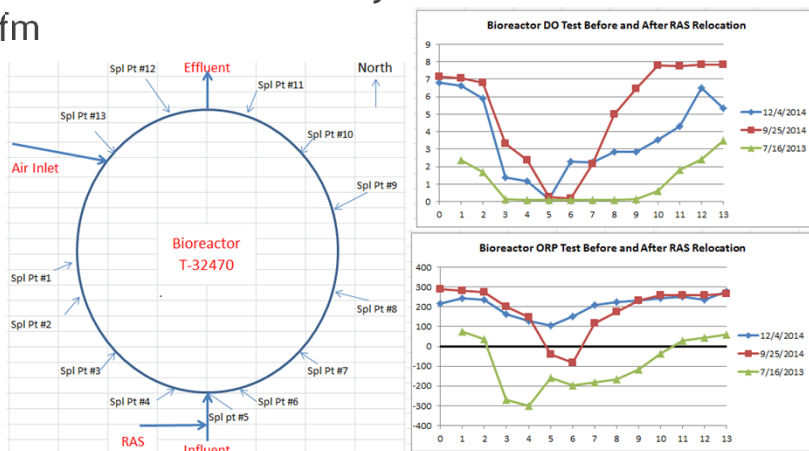 fm
Spl Pt #12
Effluent
North
Spl Pt #11
Spl Pt #13
Spl Pt #10
Air Inlet
Spl Pt #9
Bioreactor
T-32470
Spl Pt #1
Spl Pt #8
Spl Pt #2
Spl Pt #3
Spl Pt #7
Spl Pt #4
Spl Pt #6
Spl pt #5
RAS
Influent
Bioreactor DO Test Before and After RAS Relocation
9
8
7
6
5
4
3
2
1
0
0 1 2 3 4 5 6 7 8 9 10 11 12 13
12/4/2014
9/25/2014
7/16/2013
Bioreactor ORP Test Before and After RAS Relocation
400
300
200
100
0
-100
-200
-300
-400
0 1 2 3 4 5 6 7 8 9 10 11 12 13
12/4/2014
9/25/2014
7/16/2013